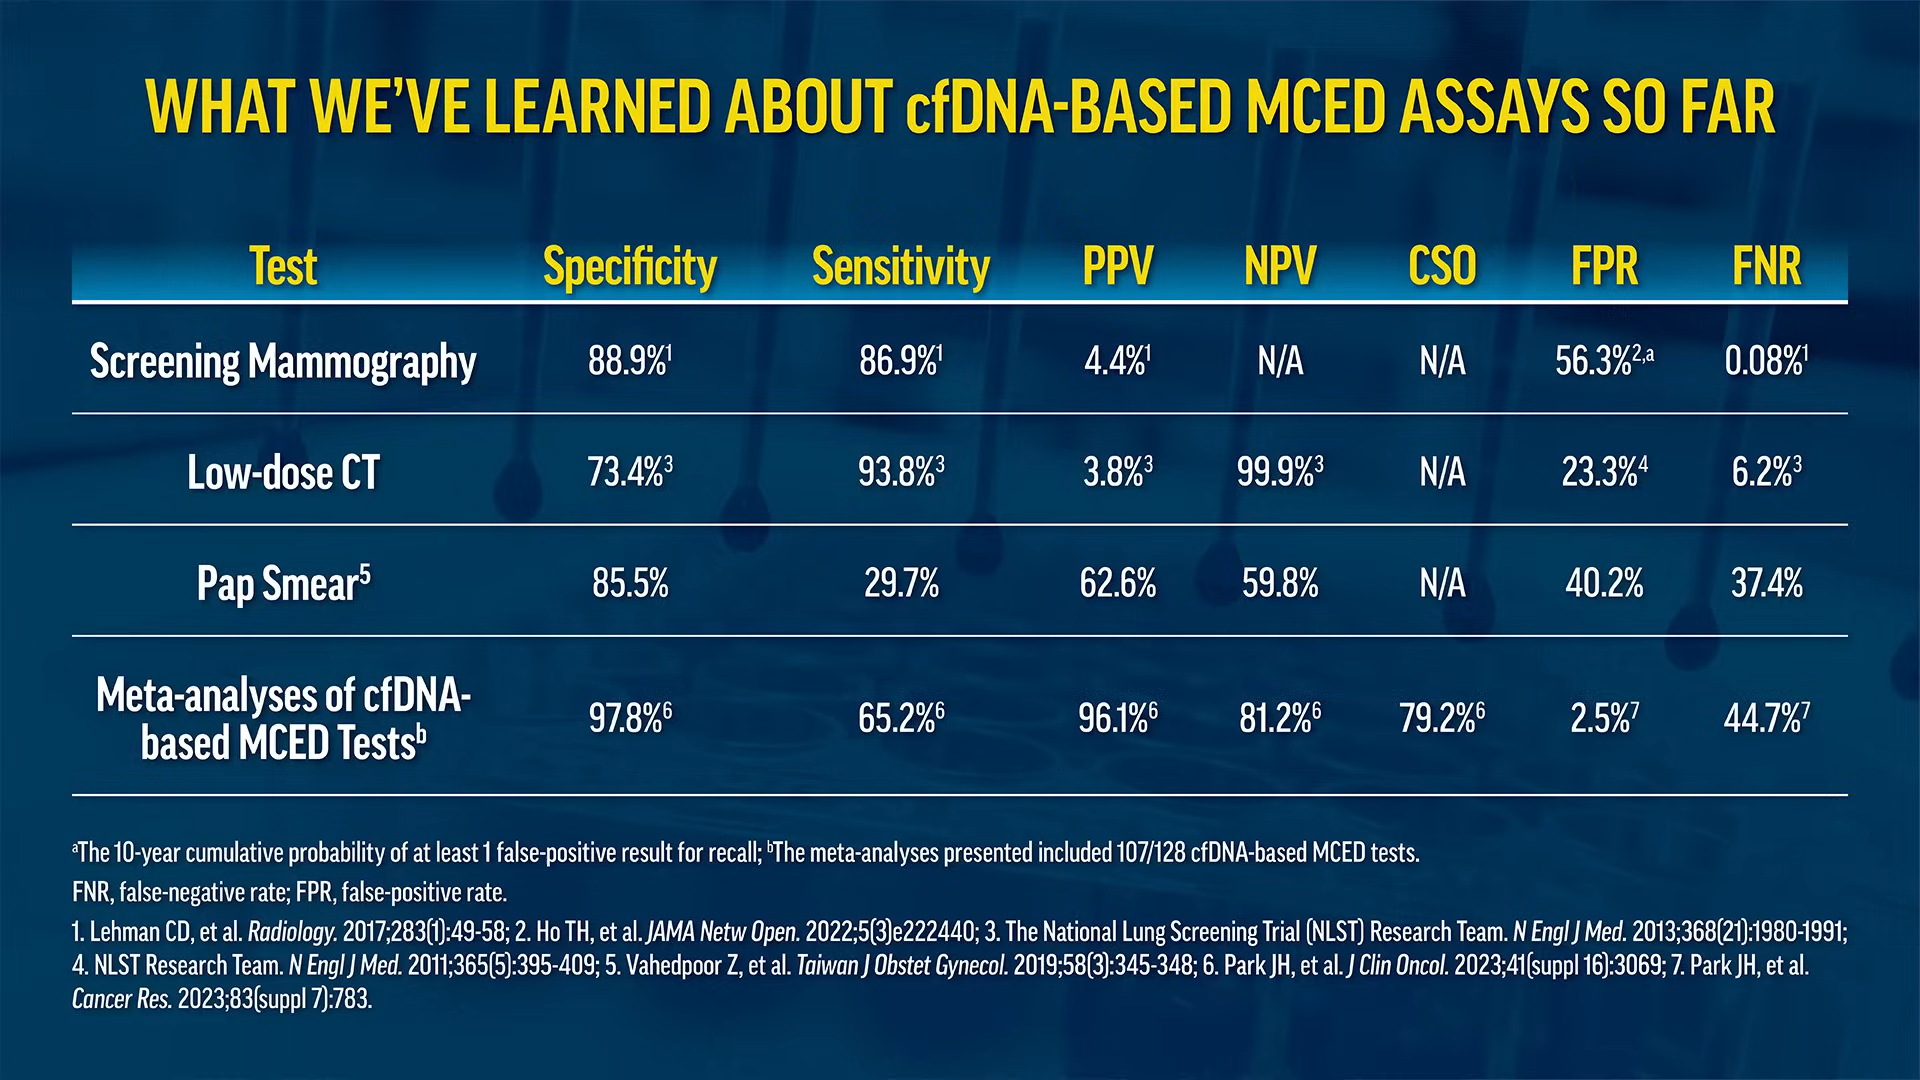 WHAT WE'VE LEARNED ABOUT cfDNA-BASED MCED ASSAYS SO FAR
Test Specificity Sensitivity PPV NPV CSO FPR FNR
Screening Mammography 88.9%1 86.9%1 4.4%1 N/A N/A 56.3%2,a 0.08%1
Low-dose CT 73.4%3 93.8%3 3.8%3 99.9%3 N/A 23.3%4 6.2%3
Pap Smear5 85.5% 29.7% 62.6% 59.8% N/A 40.2% 37.4%
Meta-analyses of cfDNA-
based MCED Testsb 97.8%6 65.2%6 96.1%6 81.2%6 79.2%6 2.5%7 44.7%7
aThe 10-year cumulative probability of at least 1 false-positive result for recall; bThe meta-analyses presented included 107/128 cfDNA-based MCED tests.
FNR, false-negative rate; FPR, false-positive rate.
1. Lehman CD, et al. Radiology. 2017;283(1):49-58; 2. Ho TH, et al. JAMA Netw Open. 2022;5(3)e222440; 3. The National Lung Screening Trial (NLST) Research Team. N Engl J Med. 2013;368(21):1980-1991;
4. NLST Research Team. N Engl J Med. 2011;365(5):395-409; 5. Vahedpoor Z, et al. Taiwan J Obstet Gynecol. 2019;58(3):345-348; 6. Park JH, et al. J Clin Oncol. 2023;41(suppl 16):3069; 7. Park JH, et al.
Cancer Res. 2023;83(suppl 7):783.